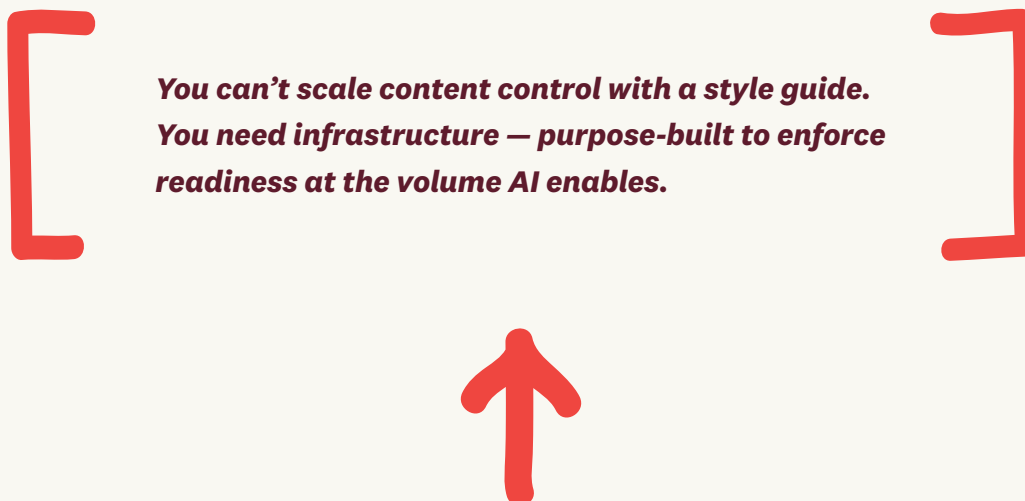 You can’t scale content control with a style guide.
You need infrastructure — purpose-built to enforce
readiness at the volume AI enables.